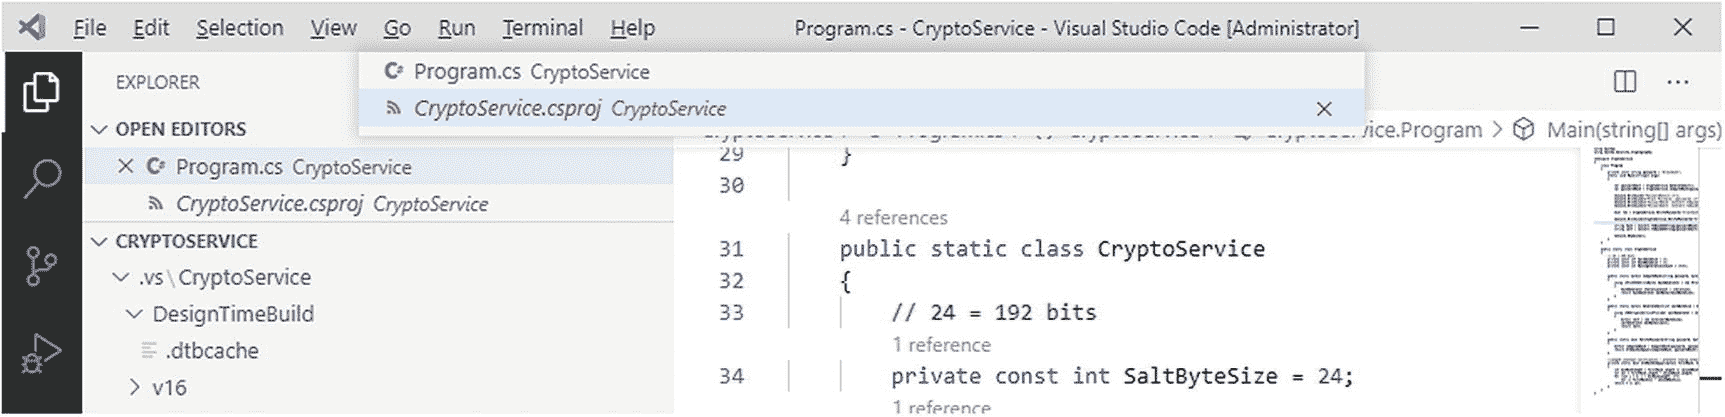 File Edit Selection View Go Run Terminal Help Program.cs - CryptoService - Visual Studio Code [Administrator]
Program.cs CryptoService
CryptoService.csproj CryptoService
EXPLORER
OPEN EDITORS
Program.cs CryptoService
CryptoService.csproj CryptoService
CRYPTOSERVICE
.vs\CryptoService
DesignTimeBuild
.dtbcache
v16
CryptoService.Program > Main(string[] args)
29 }
30
4 references
31 public static class CryptoService
32 {
33 // 24 = 192 bits
1 reference
34 private const int SaltByteSize = 24;
1 reference